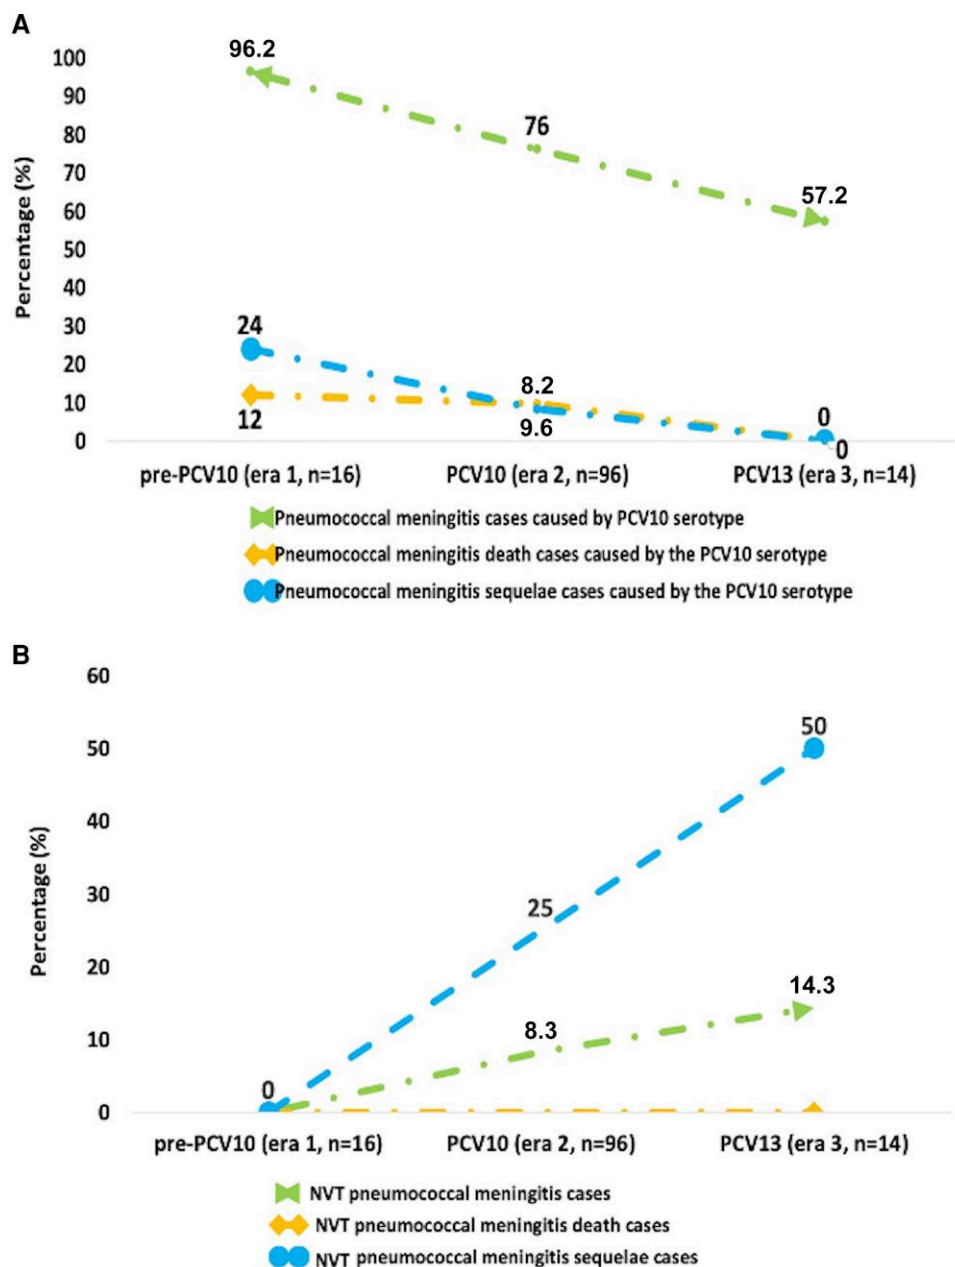 A
96.2
100
90
80
76
70
60
57.2
50
40
30
24
20
10
8.2
12
9.6
0
0
0
Percentage (%)
pre-PCV10 (era 1, n=16)
PCV10 (era 2, n=96)
PCV13 (era 3, n=14)
Pneumococcal meningitis cases caused by PCV10 serotype
Pneumococcal meningitis death cases caused by the PCV10 serotype
Pneumococcal meningitis sequelae cases caused by the PCV10 serotype
B
60
50
50
40
30
25
20
14.3
10
8.3
0
0
Percentage (%)
pre-PCV10 (era 1, n=16)
PCV10 (era 2, n=96)
PCV13 (era 3, n=14)
NVT pneumococcal meningitis cases
NVT pneumococcal meningitis death cases
NVT pneumococcal meningitis sequelae cases